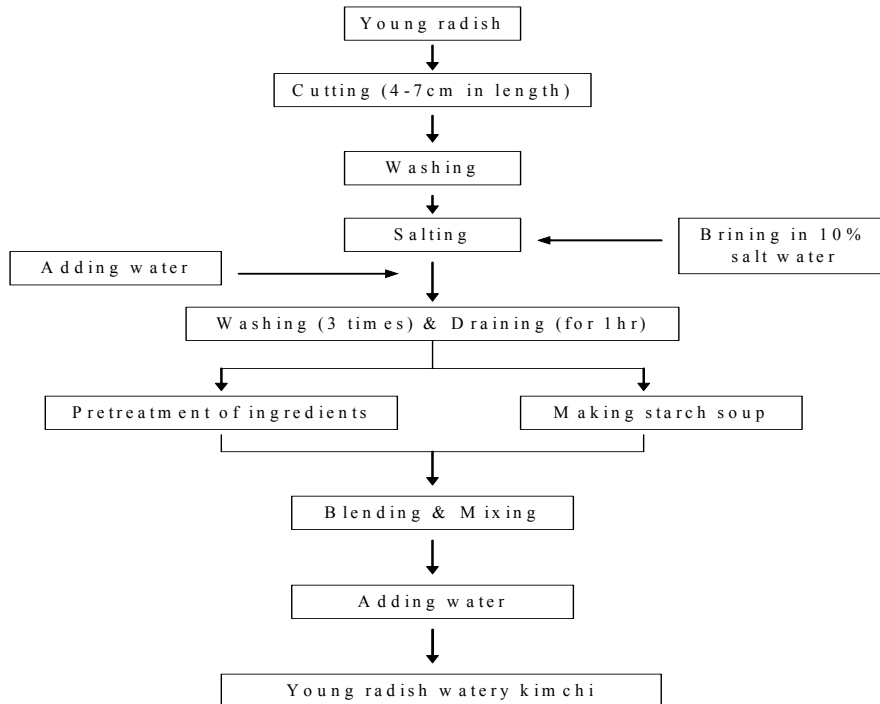 Young radish
Cutting (4-7cm in length)
Washing
Salting
Brining in 10%
salt water
Adding water
Washing (3 times) & Draining (for 1hr)
Pretreatment of ingredients
Making starch soup
Blending & Mixing
Adding water
Young radish watery kimchi